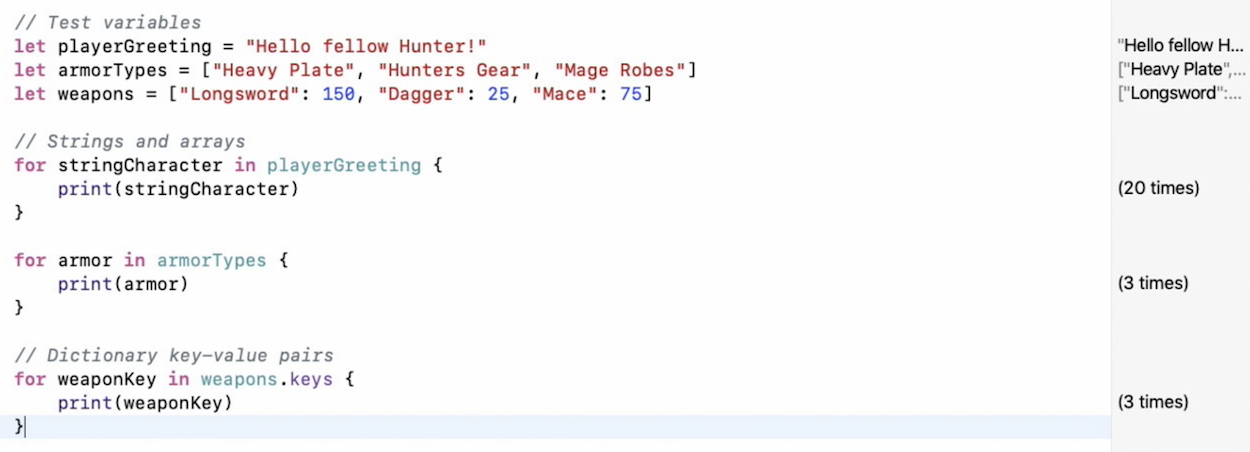 // Test variables
let playerGreeting = "Hello fellow Hunter!" "Hello fellow H...
let armorTypes = ["Heavy Plate", "Hunters Gear", "Mage Robes"] ["Heavy Plate",...
let weapons = ["Longsword": 150, "Dagger": 25, "Mace": 75] ["Longsword":...
// Strings and arrays
for stringCharacter in playerGreeting {
print(stringCharacter) (20 times)
}
for armor in armorTypes {
print(armor) (3 times)
}
// Dictionary key-value pairs
for weaponKey in weapons.keys {
print(weaponKey) (3 times)
}